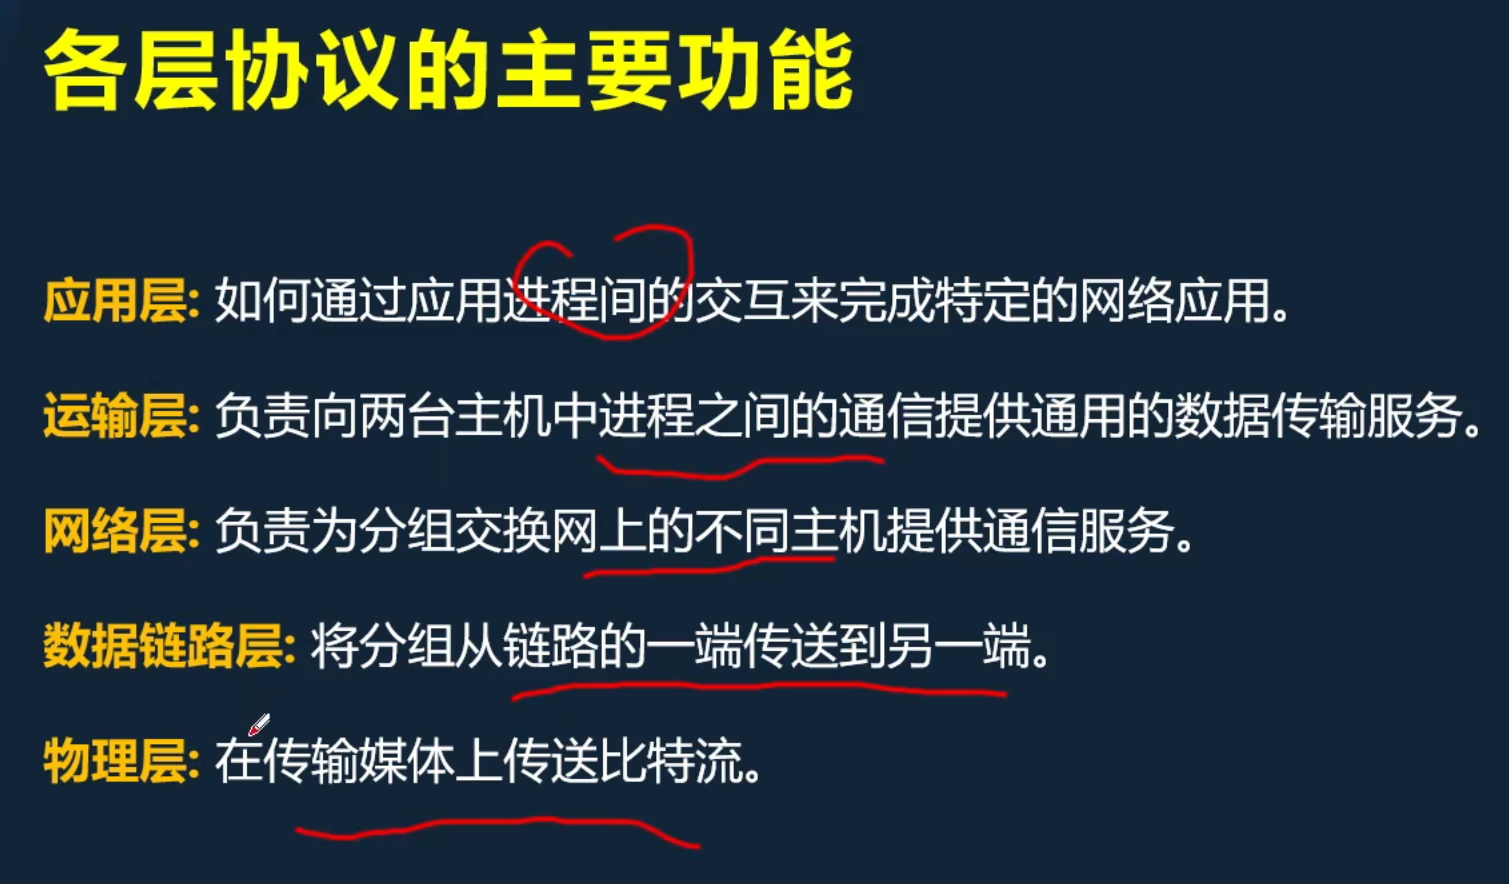 各层协议的主要功能
应用层: 如何通过应用进程间的交互来完成特定的网络应用。
运输层: 负责向两台主机中进程之间的通信提供通用的数据传输服务。
网络层: 负责为分组交换网上的不同主机提供通信服务。
数据链路层: 将分组从链路的一端传送到另一端。
物理层: 在传输媒体上传送比特流。